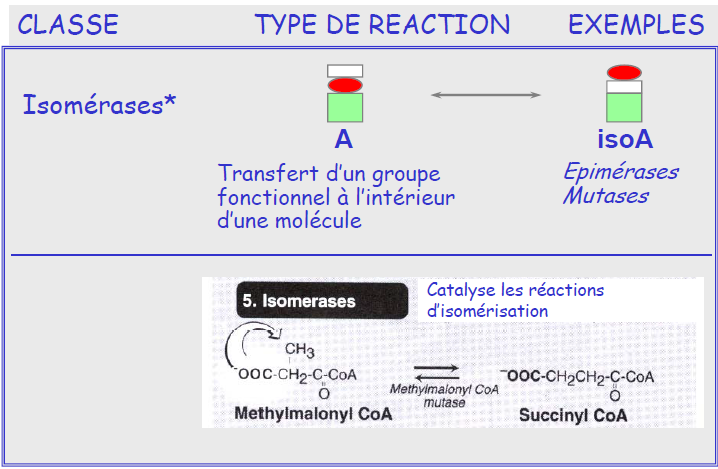 CLASSE TYPE DE REACTION EXEMPLES
Isomérases*
A isoA
Transfert d'un groupe
fonctionnel à l'intérieur
d'une molécule
Epimérases
Mutases
5. Isomerases
Catalyse les réactions
d'isomérisation
CH3
-OOC-CH2-C-CoA
O
Methylmalonyl CoA
Methylmalonyl CoA
mutase
-OOC-CH2CH2-C-CoA
O
Succinyl CoA